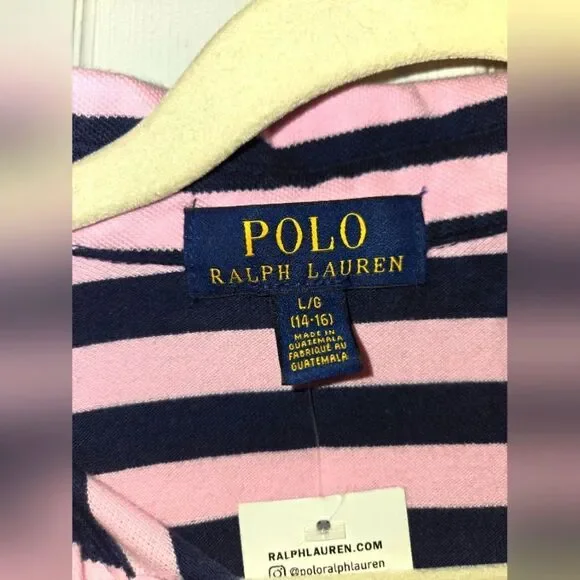 POLO
RALPH LAUREN
L/G
(14-16)
MADE IN
GUATEMALA
FABRIQUÉ AU
GUATEMALA
RALPHLAUREN.COM
@poloralphlauren